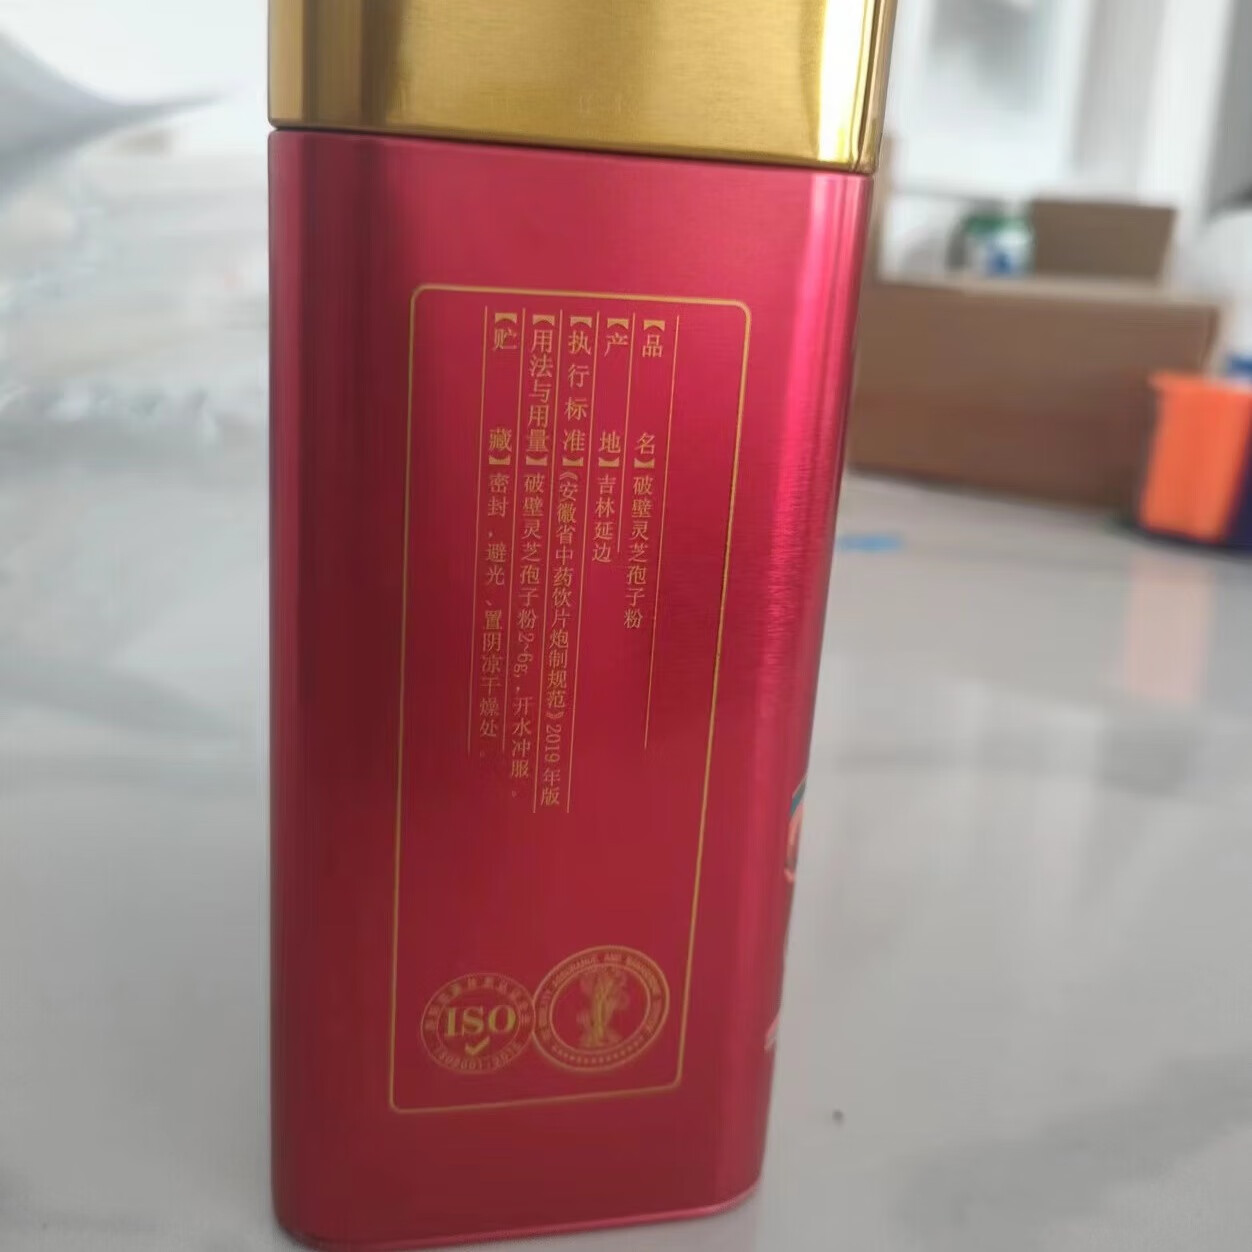 【品名】破壁灵芝孢子粉
【产地】吉林延边
【执行标准】《安徽省中药饮片炮制规范》2019年版
【用法与用量】破壁灵芝孢子粉2-6g,开水冲服。
【贮藏】密封,避光、置阴凉干燥处。
QUALITY ASSURANCE AND
ISO